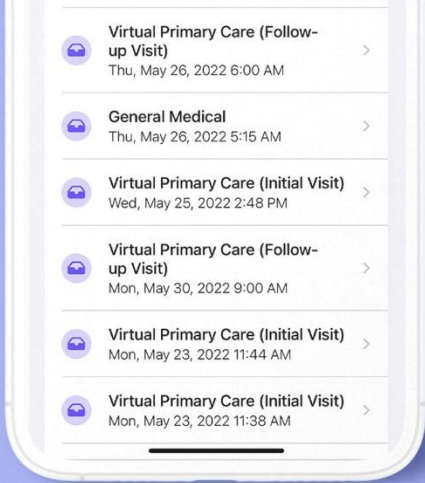 Virtual Primary Care (Follow-
up Visit)
Thu, May 26, 2022 6:00 AM
General Medical
Thu, May 26, 2022 5:15 AM
Virtual Primary Care (Initial Visit)
Wed, May 25, 2022 2:48 PM
Virtual Primary Care (Follow-
up Visit)
Mon, May 30, 2022 9:00 AM
Virtual Primary Care (Initial Visit)
Mon, May 23, 2022 11:44 AM
Virtual Primary Care (Initial Visit)
Mon, May 23, 2022 11:38 AM